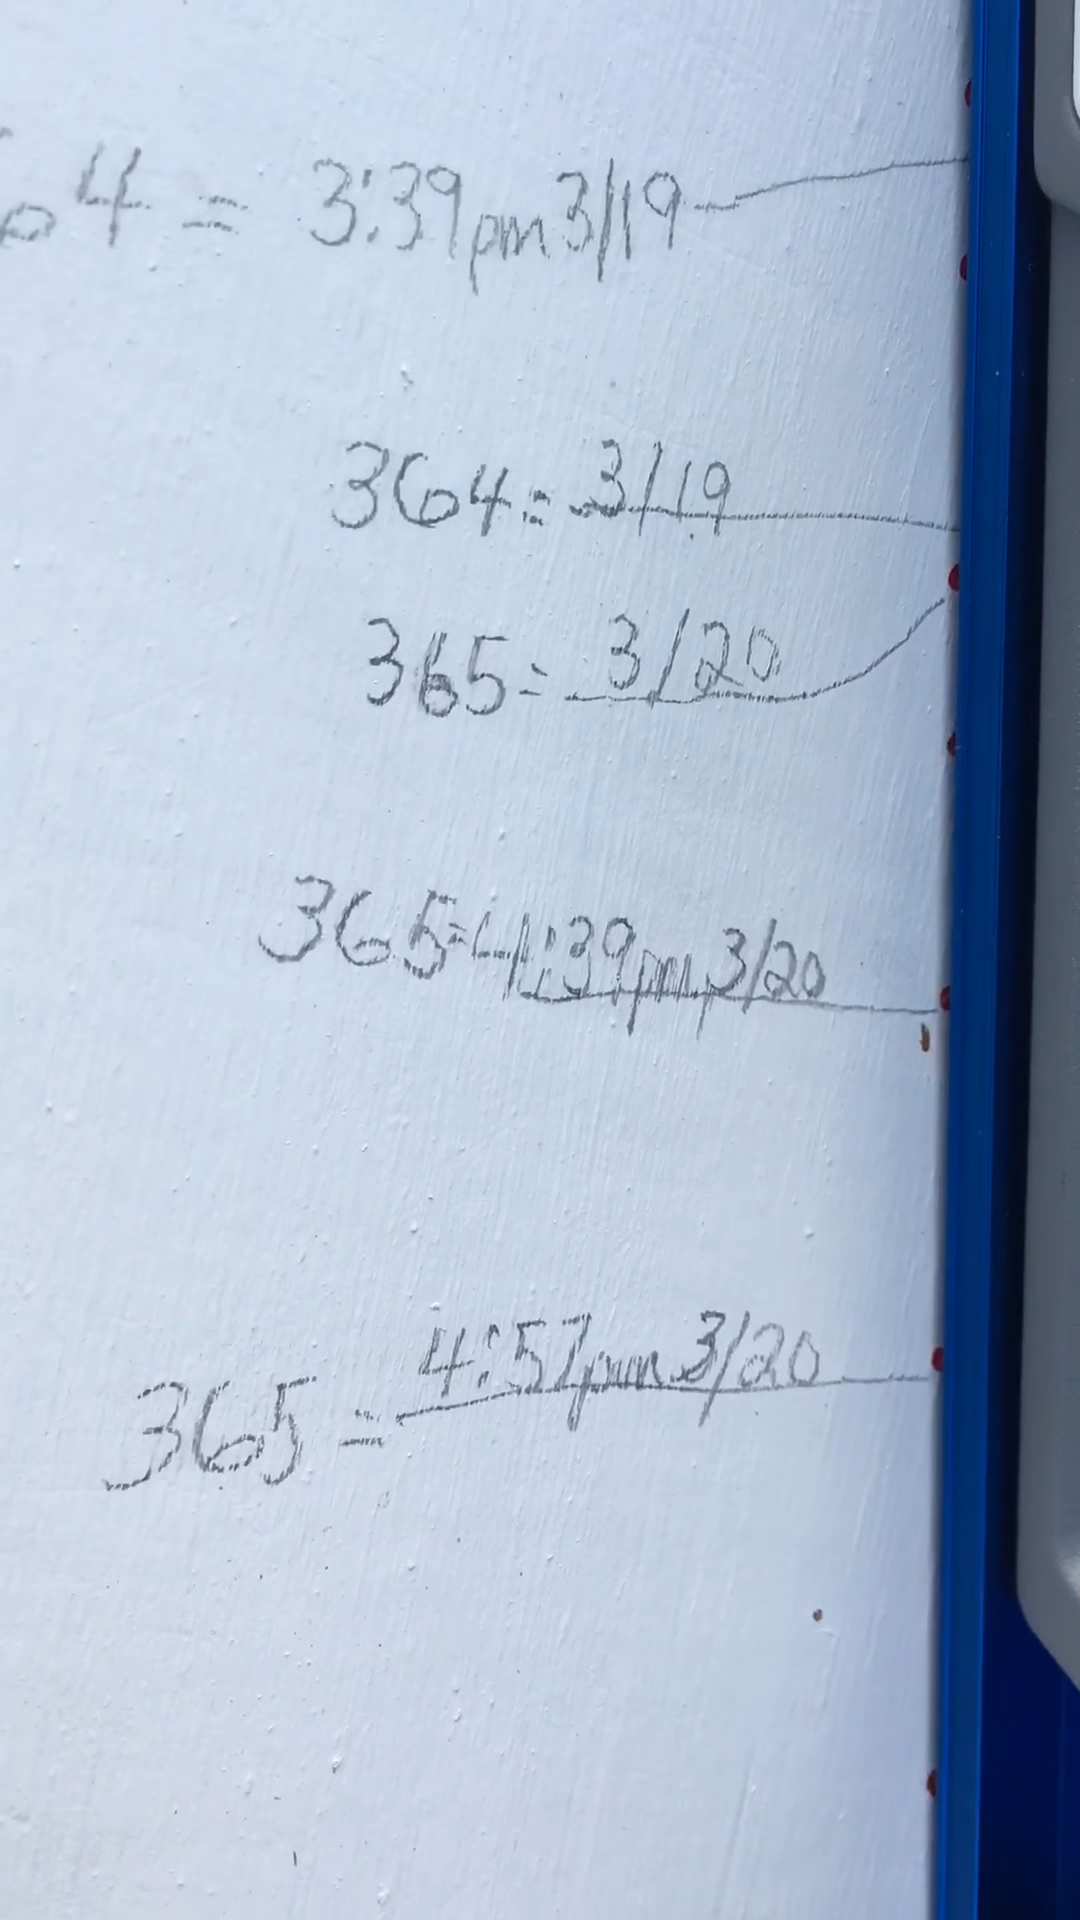 64 = 3:39pm 3/19
364 = 3/19
365 = 3/20
365 = 4:39pm 3/20
365 = 4:57pm 3/20